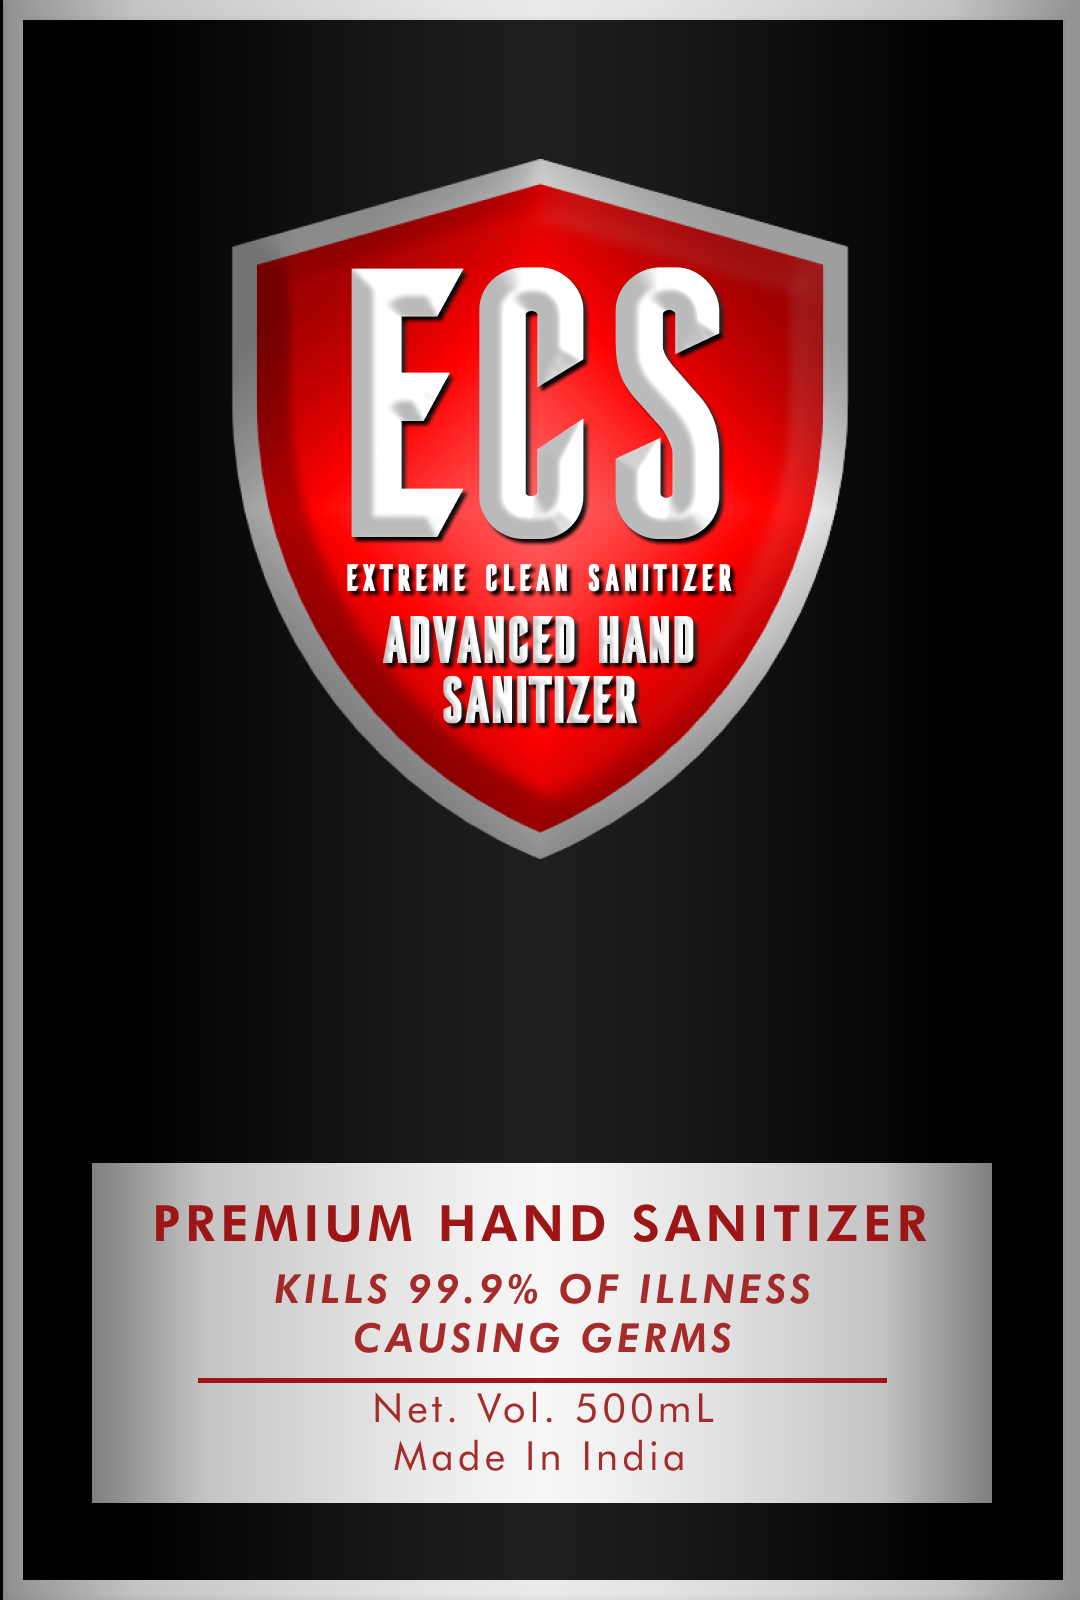 ECS
EXTREME CLEAN SANITIZER
ADVANCED HAND
SANITIZER
PREMIUM HAND SANITIZER
KILLS 99.9% OF ILLNESS
CAUSING GERMS
Net. Vol. 500mL
Made In India